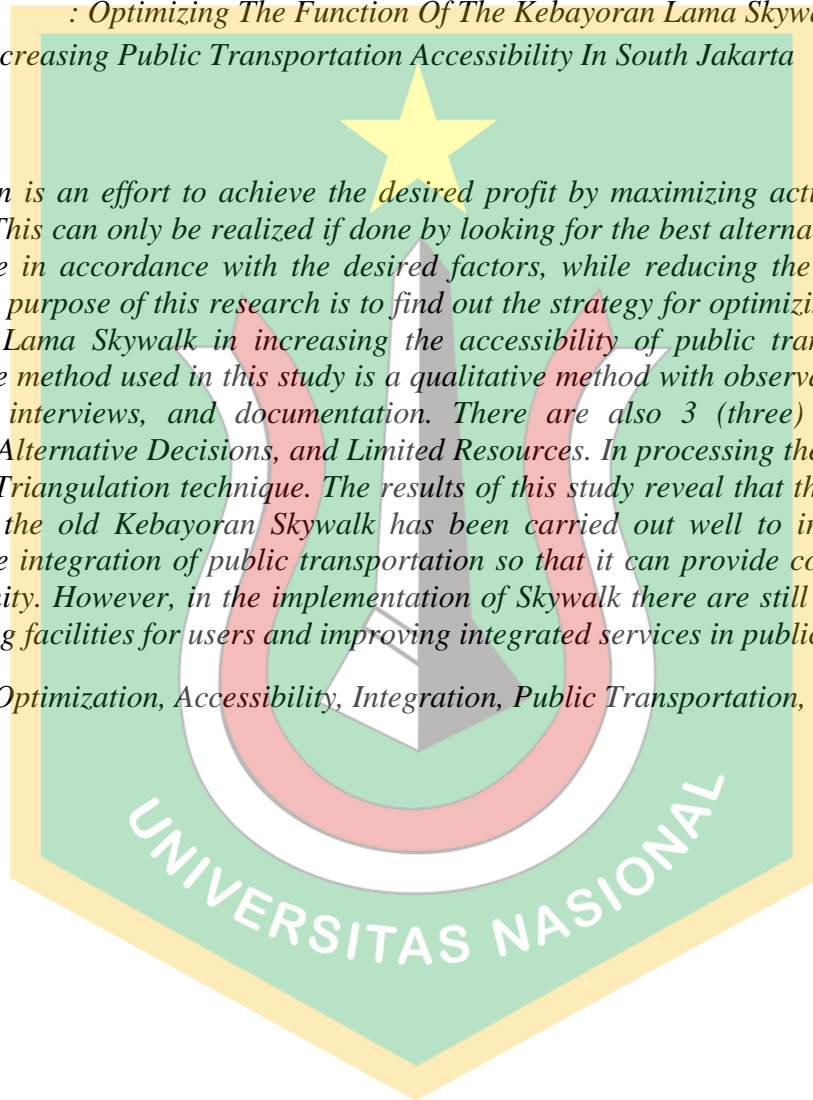 : Optimizing The Function Of The Kebayoran Lama Skywa
creasing Public Transportation Accessibility In South Jakarta
n is an effort to achieve the desired profit by maximizing acti
This can only be realized if done by looking for the best alterna
e in accordance with the desired factors, while reducing the
purpose of this research is to find out the strategy for optimizi
Lama Skywalk in increasing the accessibility of public tran
e method used in this study is a qualitative method with observa
interviews, and documentation. There are also 3 (three)
Alternative Decisions, and Limited Resources. In processing the
Triangulation technique. The results of this study reveal that th
the old Kebayoran Skywalk has been carried out well to in
e integration of public transportation so that it can provide co
ity. However, in the implementation of Skywalk there are still
g facilities for users and improving integrated services in public
Optimization, Accessibility, Integration, Public Transportation,
UNIVERSITAS NASIONAL